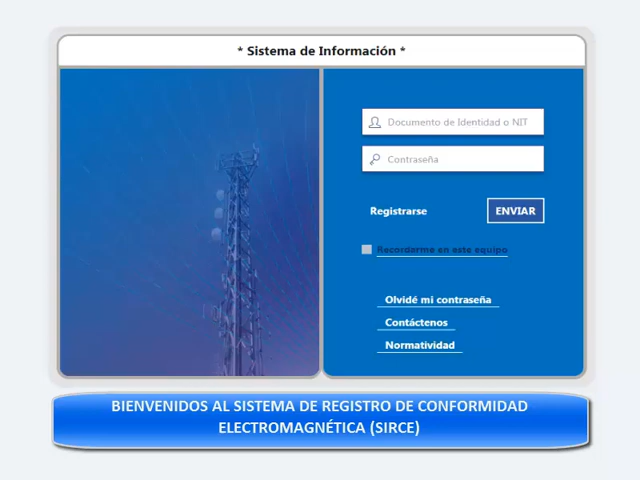 * Sistema de Información *
Documento de Identidad o NIT
Contraseña
Registrarse
ENVIAR
Recordarme en este equipo
Olvidé mi contraseña
Contáctenos
Normatividad
BIENVENIDOS AL SISTEMA DE REGISTRO DE CONFORMIDAD
ELECTROMAGNÉTICA (SIRCE)